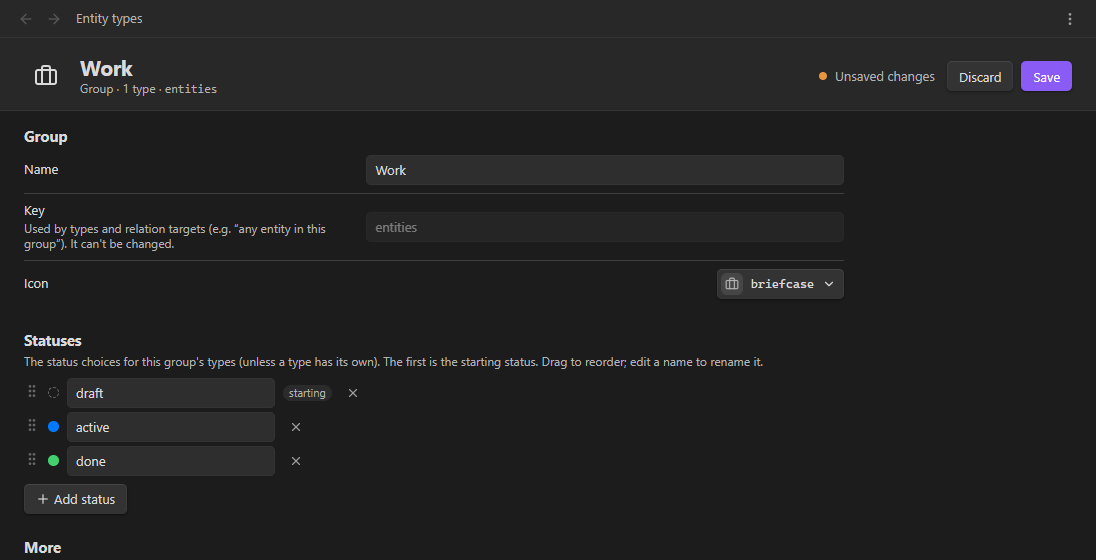 Entity types
Work
Group · 1 type · entities
Unsaved changes
Discard
Save
Group
Name
Work
Key
Used by types and relation targets (e.g. “any entity in this
group”). It can't be changed.
entities
Icon
briefcase
Statuses
The status choices for this group's types (unless a type has its own). The first is the starting status. Drag to reorder; edit a name to rename it.
draft
starting
active
done
Add status
More